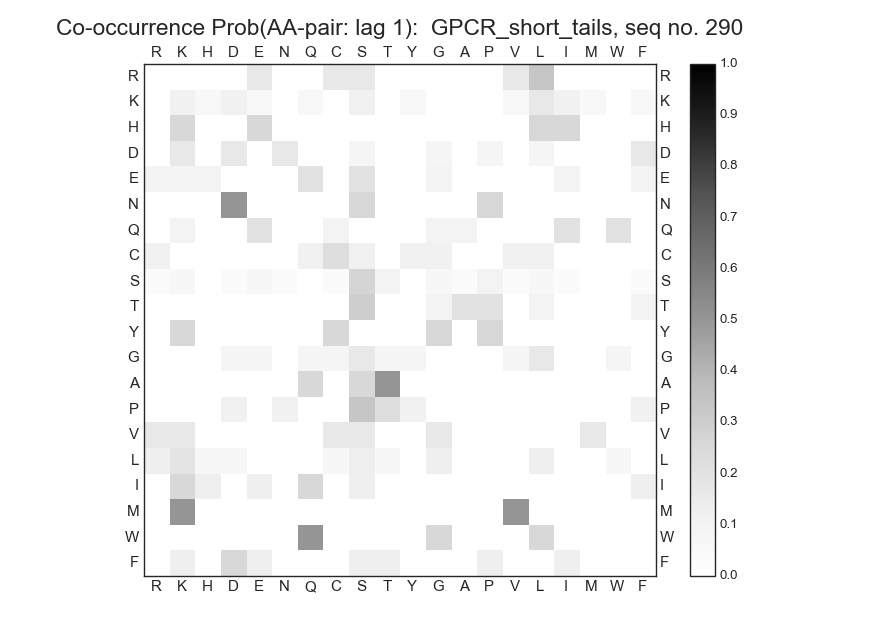 Co-occurrence Prob(AA-pair: lag 1):  GPCR_short_tails, seq no. 290
R K H D E N Q C S T Y G A P V L I M W F
1.0
R R
0.9
K K
H H
0.8
D D
E E
0.7
N N
0.6
Q Q
C C
0.5
S S
T T
Y Y
0.4
G G
A A
0.3
P P
V V
0.2
L L
I I
0.1
M M
W W
F F
0.0
R K H D E N Q C S T Y G A P V L I M W F